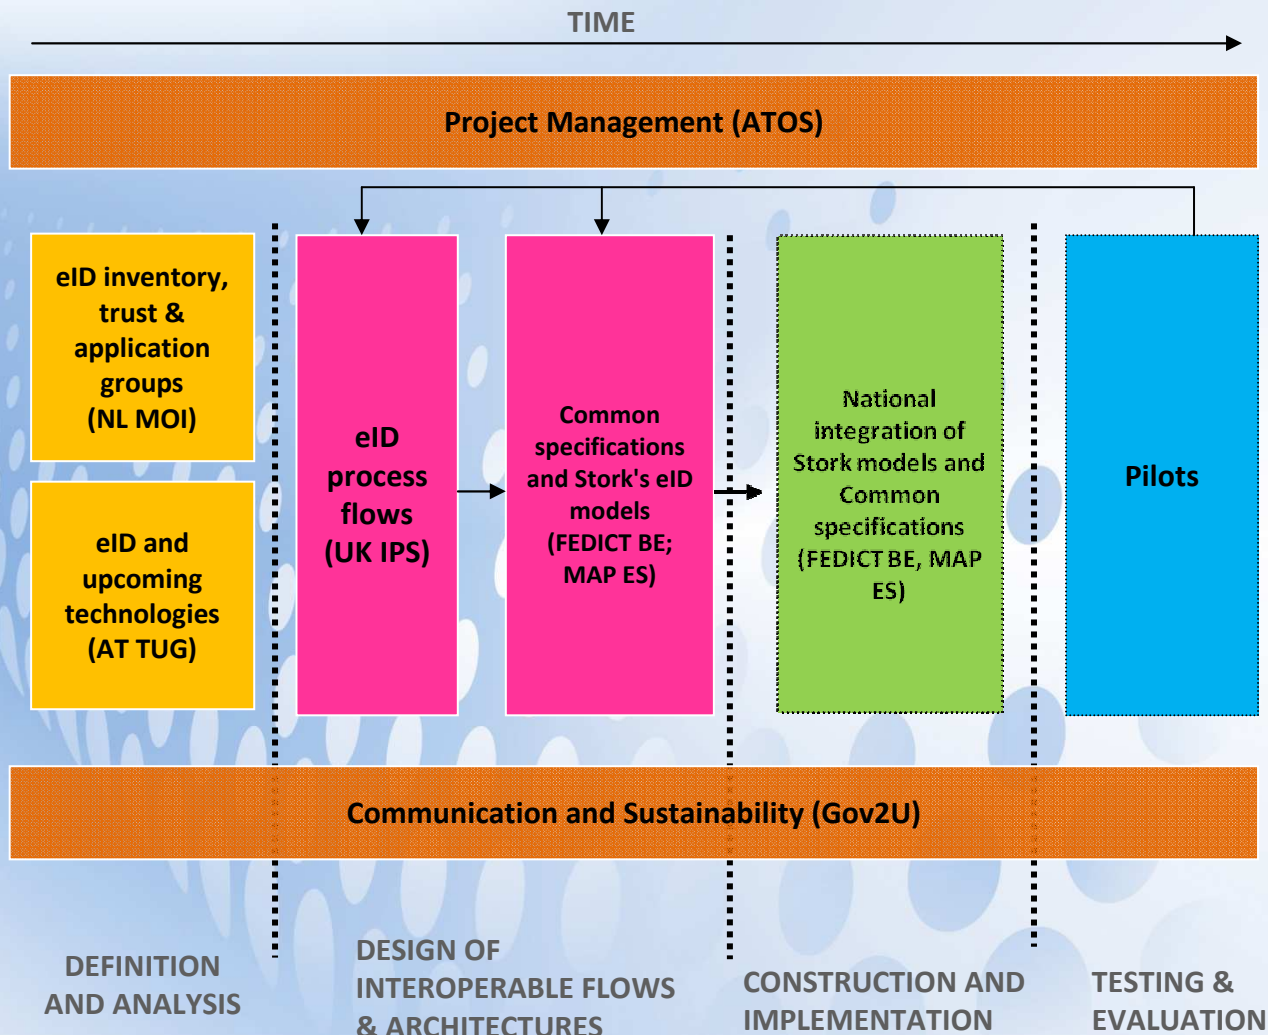 TIME
Project Management (ATOS)
eID inventory,
trust &
application
groups
(NL MOI)
eID and
upcoming
technologies
(AT TUG)
eID
process
flows
(UK IPS)
Common
specifications
and Stork's eID
models
(FEDICT BE;
MAP ES)
National
integration of
Stork models and
Common
specifications
(FEDICT BE, MAP
ES)
Pilots
Communication and Sustainability (Gov2U)
DEFINITION
AND ANALYSIS
DESIGN OF
INTEROPERABLE FLOWS
& ARCHITECTURES
CONSTRUCTION AND
IMPLEMENTATION
TESTING &
EVALUATION